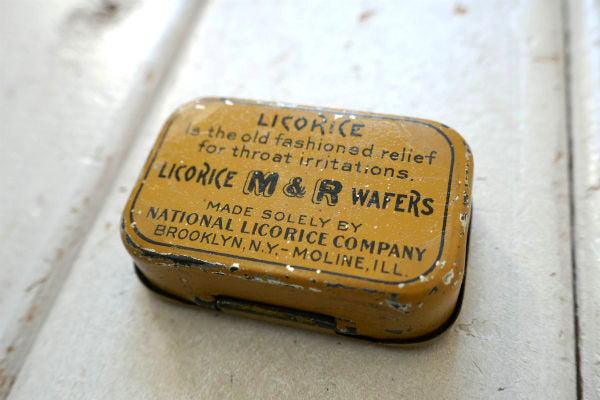 LICORICE
is the old fashioned relief
for throat irritations.
LICORICE M & R WAFERS
MADE SOLELY BY
NATIONAL LICORICE COMPANY
BROOKLYN, N.Y. - MOLINE, ILL.